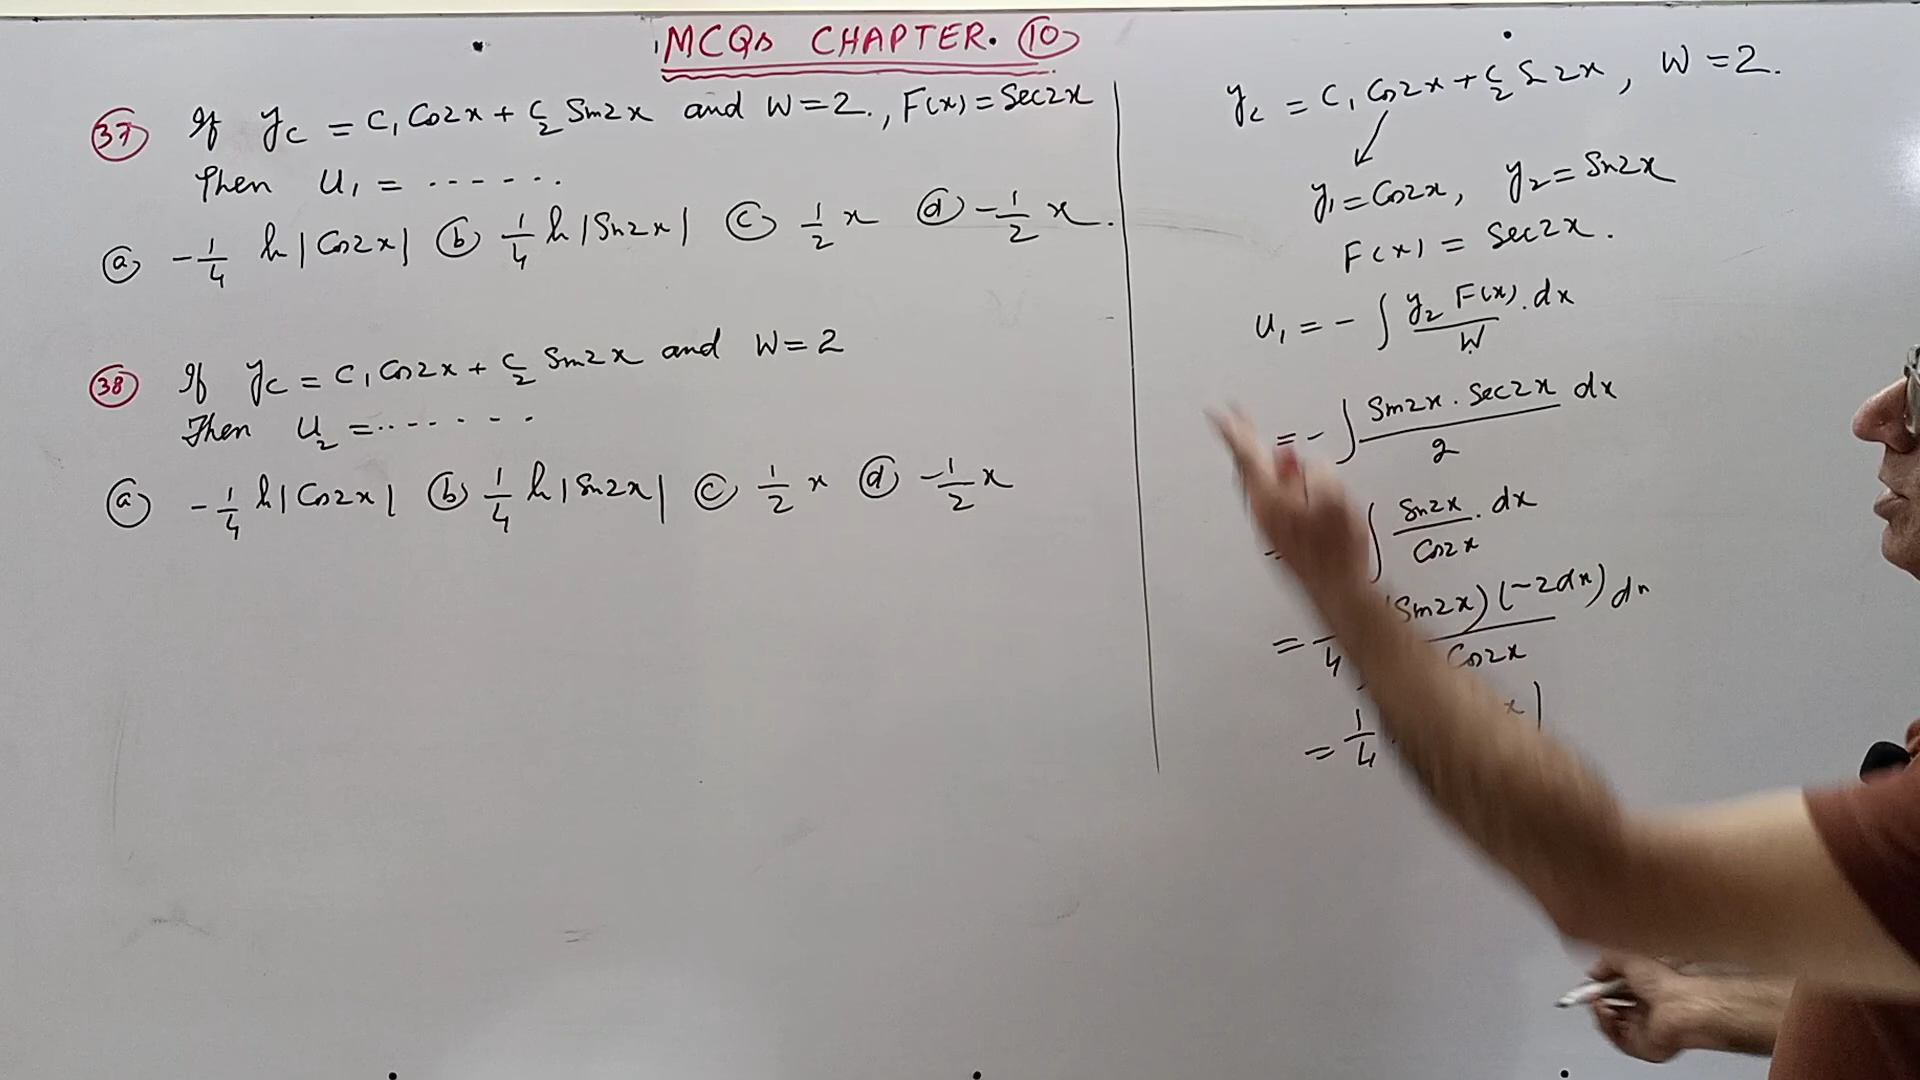 MCQs CHAPTER. 10
37 If yc = c1 Cos2x + c2 Sin2x and W = 2., F(x) = Sec2x
Then U1 = ......
a -1/4 ln |Cos2x| b 1/4 ln |Sin2x| c 1/2 x d -1/2 x.
38 If yc = c1 Cos2x + c2 Sin2x and W = 2
Then U2 = .......
a -1/4 ln |Cos2x| b 1/4 ln |Sin2x| c 1/2 x d -1/2 x
yc = c1 Cos2x + c2 S 2x, W = 2.
y1 = Cos2x, y2 = Sin2x
F(x) = Sec2x.
U1 = - ∫ y2 F(x)/W . dx
= - ∫ Sin2x . Sec2x / 2 dx
∫ Sin2x / Cos2x . dx
= /4 Sin2x) (-2dx) / Cos2x dx
= 1/4 x|